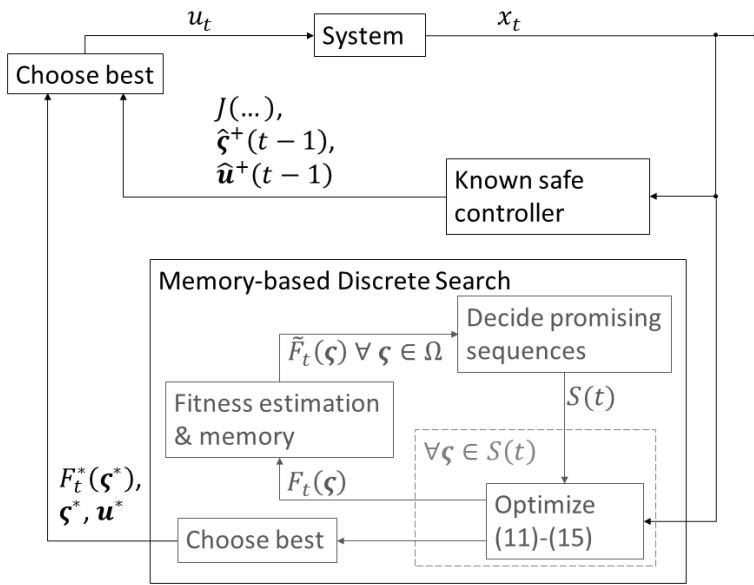 u_t
System
x_t
Choose best
J(…),
ς̂⁺(t − 1),
û⁺(t − 1)
Known safe
controller
Memory-based Discrete Search
Decide promising
sequences
F̃_t(ς) ∀ ς ∈ Ω
Fitness estimation
& memory
S(t)
∀ς ∈ S(t)
F_t(ς)
F_t^*(ς^*),
ς^*, u^*
Optimize
(11)-(15)
Choose best